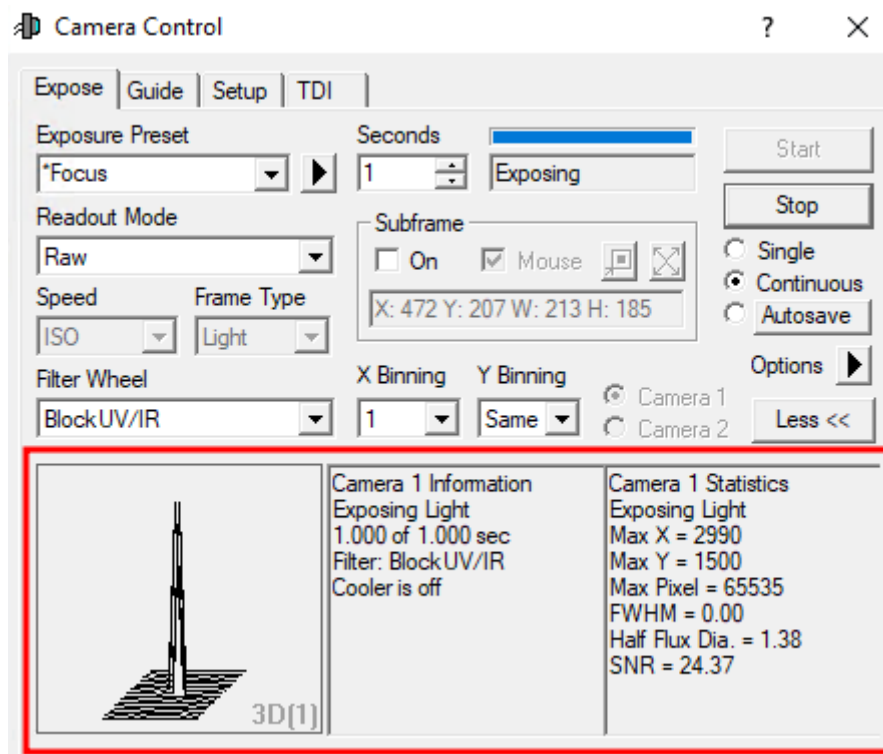 Camera Control
?
Expose
Guide
Setup
TDI
Exposure Preset
Seconds
*Focus
1
Exposing
Start
Stop
Readout Mode
Raw
Subframe
On
Mouse
X: 472 Y: 207 W: 213 H: 185
Single
Continuous
Autosave
Speed
Frame Type
ISO
Light
Filter Wheel
X Binning
Y Binning
BlockUV/IR
1
Same
Camera 1
Camera 2
Options
Less <<
3D(1)
Camera 1 Information
Exposing Light
1.000 of 1.000 sec
Filter: BlockUV/IR
Cooler is off
Camera 1 Statistics
Exposing Light
Max X = 2990
Max Y = 1500
Max Pixel = 65535
FWHM = 0.00
Half Flux Dia. = 1.38
SNR = 24.37